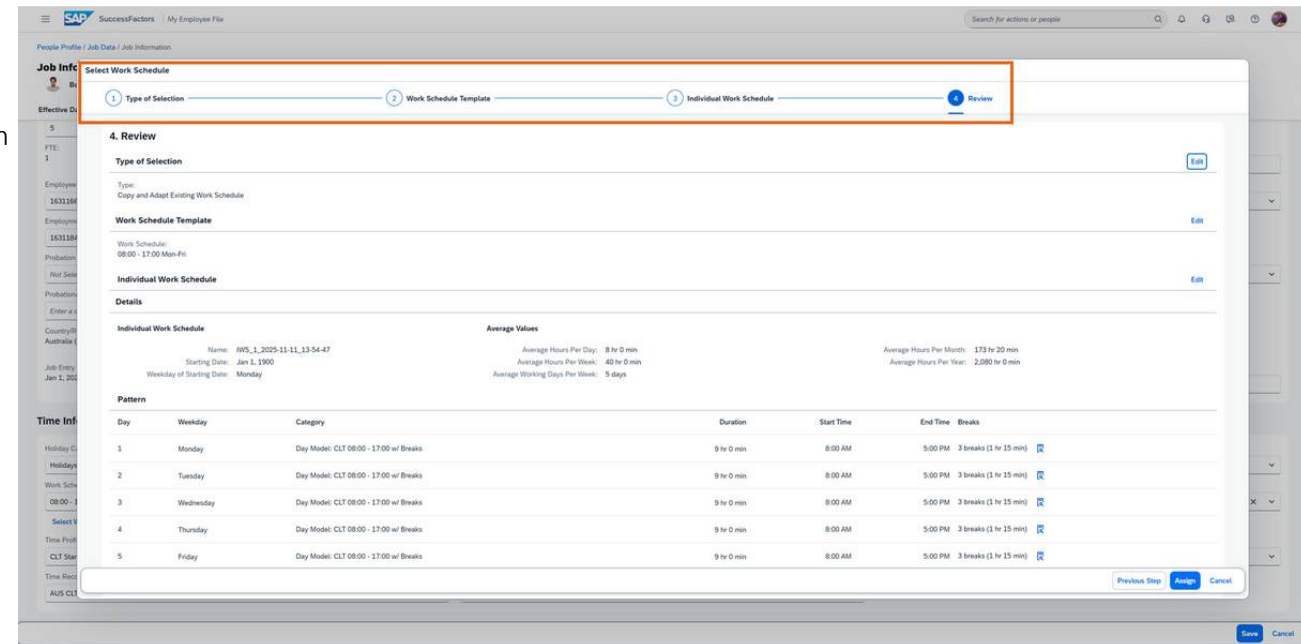 SAP SuccessFactors My Employee File Search for actions or people
People Profile / Job Data / Job Information
Job Info
Select Work Schedule
1 Type of Selection 2 Work Schedule Template 3 Individual Work Schedule 4 Review
5
FTE:
1
4. Review
Type of Selection Edit
Type:
Copy and Adapt Existing Work Schedule
Work Schedule Template Edit
Work Schedule:
08:00 - 17:00 Mon-Fri
Individual Work Schedule Edit
Details
Individual Work Schedule Average Values
Name: IWS_1_2025-11-11_13-54-47 Average Hours Per Day: 8 hr 0 min Average Hours Per Month: 173 hr 20 min
Starting Date: Jan 1, 1900 Average Hours Per Week: 40 hr 0 min Average Hours Per Year: 2,080 hr 0 min
Weekday of Starting Date: Monday Average Working Days Per Week: 5 days
Pattern
Day Weekday Category Duration Start Time End Time Breaks
1 Monday Day Model: CLT 08:00 - 17:00 w/ Breaks 9 hr 0 min 8:00 AM 5:00 PM 3 breaks (1 hr 15 min)
2 Tuesday Day Model: CLT 08:00 - 17:00 w/ Breaks 9 hr 0 min 8:00 AM 5:00 PM 3 breaks (1 hr 15 min)
3 Wednesday Day Model: CLT 08:00 - 17:00 w/ Breaks 9 hr 0 min 8:00 AM 5:00 PM 3 breaks (1 hr 15 min)
4 Thursday Day Model: CLT 08:00 - 17:00 w/ Breaks 9 hr 0 min 8:00 AM 5:00 PM 3 breaks (1 hr 15 min)
5 Friday Day Model: CLT 08:00 - 17:00 w/ Breaks 9 hr 0 min 8:00 AM 5:00 PM 3 breaks (1 hr 15 min)
Previous Step Assign Cancel
Employee
Probation
Not Sele
Enter a
Country/R
Australia (
Job Entry
Jan 1, 202
Time Inf
Holiday C
Holidays
Work Sche
08:00 - 1
Select W
Time Prof
CLT Stan
Time Reco
AUS CLT
Save Cancel